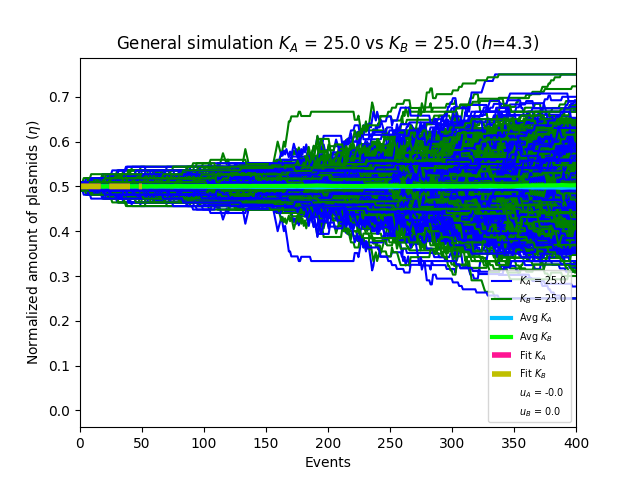 General simulation K_A = 25.0 vs K_B = 25.0 (h=4.3)
Normalized amount of plasmids (η)
0.7
0.6
0.5
0.4
0.3
0.2
0.1
0.0
K_A = 25.0
K_B = 25.0
Avg K_A
Avg K_B
Fit K_A
Fit K_B
u_A = -0.0
u_B = 0.0
0 50 100 150 200 250 300 350 400
Events